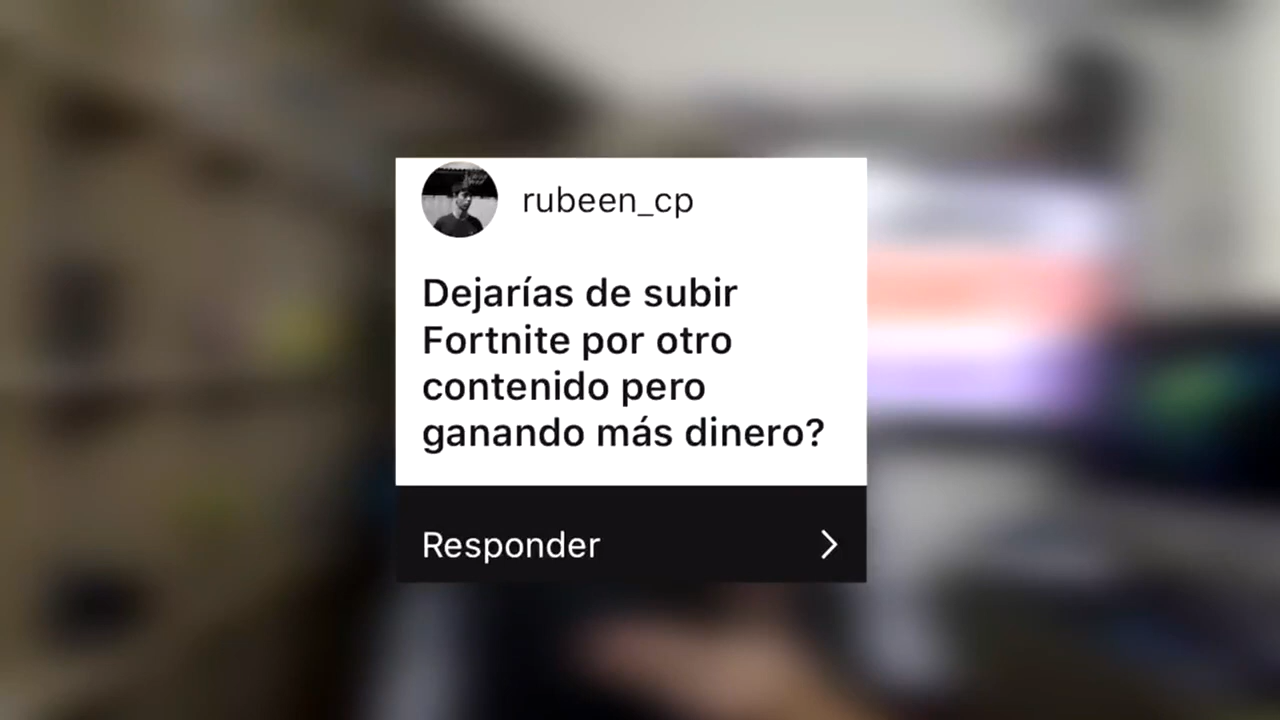 rubeen_cp
Dejarías de subir
Fortnite por otro
contenido pero
ganando más dinero?
Responder